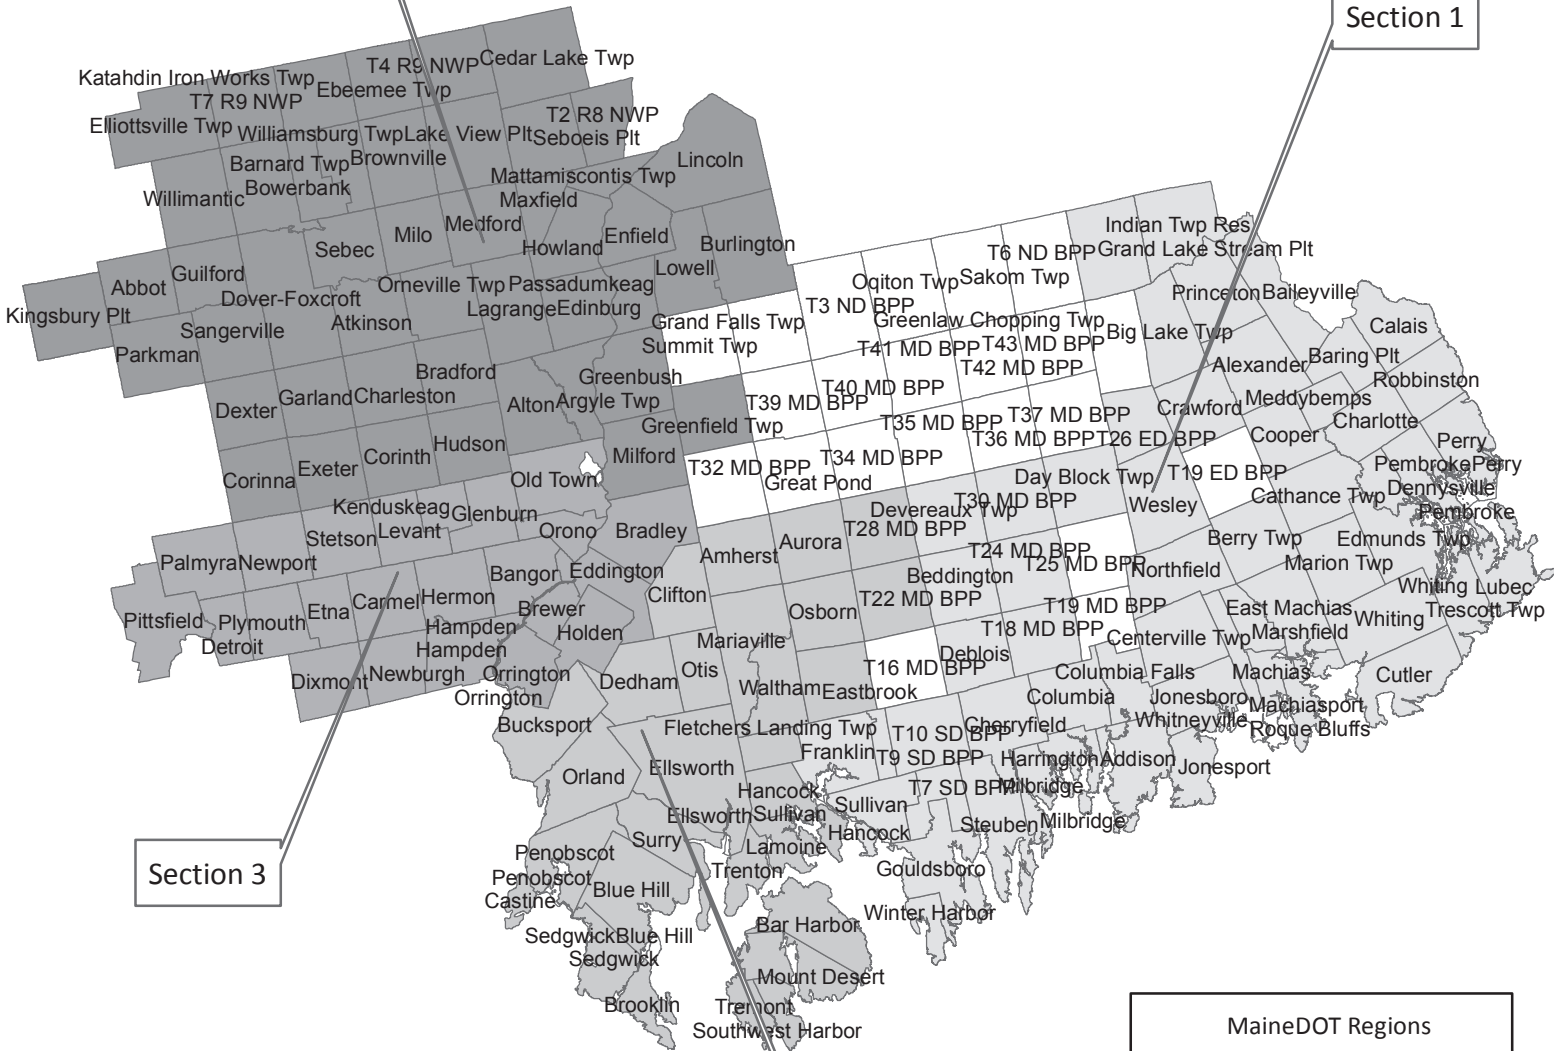 Section 1
Cedar Lake Twp
T4 R9 NWP
Katahdin Iron Works Twp
Ebeemee Twp
T7 R9 NWP
T2 R8 NWP
Elliottsville Twp
Williamsburg Twp
Lake View Plt
Seboeis Plt
Barnard Twp
Brownville
Lincoln
Bowerbank
Mattamiscontis Twp
Willimantic
Maxfield
Medford
Indian Twp Res
Milo
Enfield
Sebec
Howland
Burlington
Grand Lake Stream Plt
T6 ND BPP
Guilford
Lowell
Sakom Twp
Abbot
Orneville Twp
Passadumkeag
Oqiton Twp
Princeton
Baileyville
Dover-Foxcroft
T3 ND BPP
Kingsbury Plt
Lagrange
Edinburg
Sangerville
Atkinson
Grand Falls Twp
Greenlaw Chopping Twp
Big Lake Twp
Calais
Summit Twp
T41 MD BPP
T43 MD BPP
Parkman
Baring Plt
Bradford
T42 MD BPP
Alexander
Greenbush
T40 MD BPP
Robbinston
Garland
Charleston
Dexter
Alton
Argyle Twp
T39 MD BPP
Crawford
Meddybemps
Greenfield Twp
T35 MD BPP
T37 MD BPP
Charlotte
Hudson
T36 MD BPP
T26 ED BPP
Cooper
Perry
Corinth
Milford
T34 MD BPP
Exeter
T32 MD BPP
Pembroke
Perry
Corinna
Old Town
Great Pond
Day Block Twp
T19 ED BPP
Dennysville
Kenduskeag
Glenburn
T30 MD BPP
Cathance Twp
Devereaux Twp
Wesley
Pembroke
Levant
Stetson
Orono
Bradley
T28 MD BPP
Berry Twp
Edmunds Twp
Aurora
Palmyra
Newport
Amherst
T24 MD BPP
T25 MD BPP
Marion Twp
Bangor
Eddington
Beddington
Northfield
Carmel
Hermon
Clifton
T22 MD BPP
Whiting
Lubec
Etna
Brewer
Osborn
T19 MD BPP
East Machias
Trescott Twp
Pittsfield
Plymouth
Hampden
Holden
T18 MD BPP
Marshfield
Whiting
Detroit
Hampden
Mariaville
Centerville Twp
Deblois
Newburgh
Orrington
Otis
T16 MD BPP
Columbia Falls
Machias
Cutler
Dixmont
Dedham
Waltham
Eastbrook
Orrington
Columbia
Jonesboro
Machiasport
Bucksport
Fletchers Landing Twp
Cherryfield
Whitneyville
T10 SD BPP
Roque Bluffs
Franklin
T9 SD BPP
Harrington
Addison
Jonesport
Ellsworth
Orland
T7 SD BPP
Milbridge
Hancock
Sullivan
Ellsworth
Sullivan
Steuben
Milbridge
Surry
Hancock
Lamoine
Penobscot
Trenton
Gouldsboro
Section 3
Penobscot
Blue Hill
Castine
Winter Harbor
Bar Harbor
Sedgwick
Blue Hill
Sedgwick
Mount Desert
Brooklin
Tremont
Southwest Harbor
MaineDOT Regions